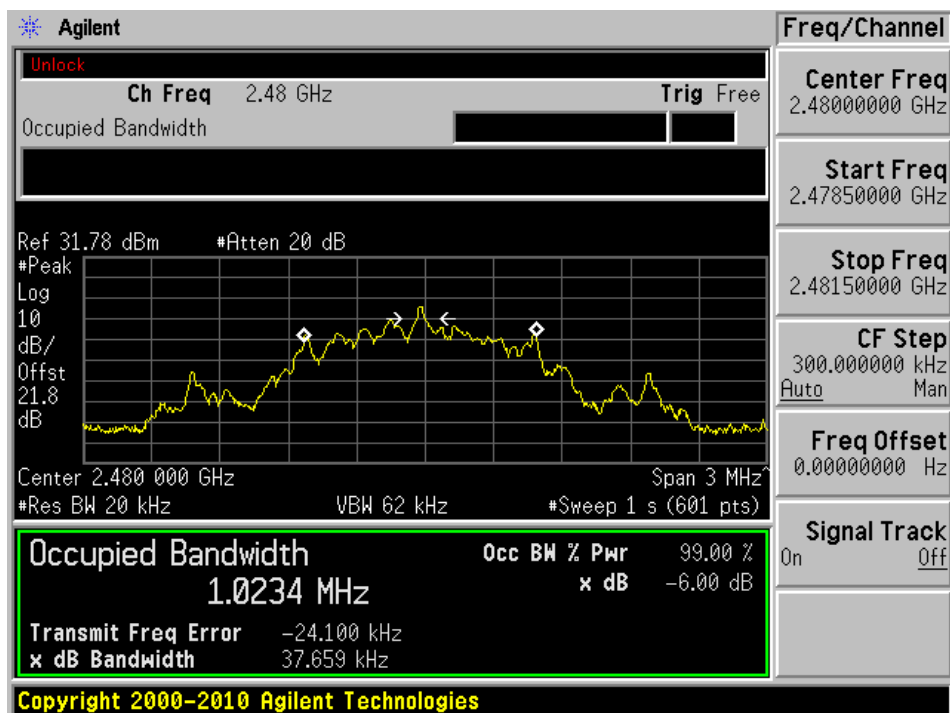 Agilent
Unlock
Ch Freq 2.48 GHz Trig Free
Occupied Bandwidth
Ref 31.78 dBm #Atten 20 dB
#Peak
Log
10
dB/
Offst
21.8
dB
Center 2.480 000 GHz Span 3 MHz^
#Res BW 20 kHz VBW 62 kHz #Sweep 1 s (601 pts)
Occupied Bandwidth Occ BW % Pwr 99.00 %
1.0234 MHz x dB -6.00 dB
Transmit Freq Error -24.100 kHz
x dB Bandwidth 37.659 kHz
Copyright 2000-2010 Agilent Technologies
Freq/Channel
Center Freq
2.48000000 GHz
Start Freq
2.47850000 GHz
Stop Freq
2.48150000 GHz
CF Step
300.000000 kHz
Auto Man
Freq Offset
0.00000000 Hz
Signal Track
On Off